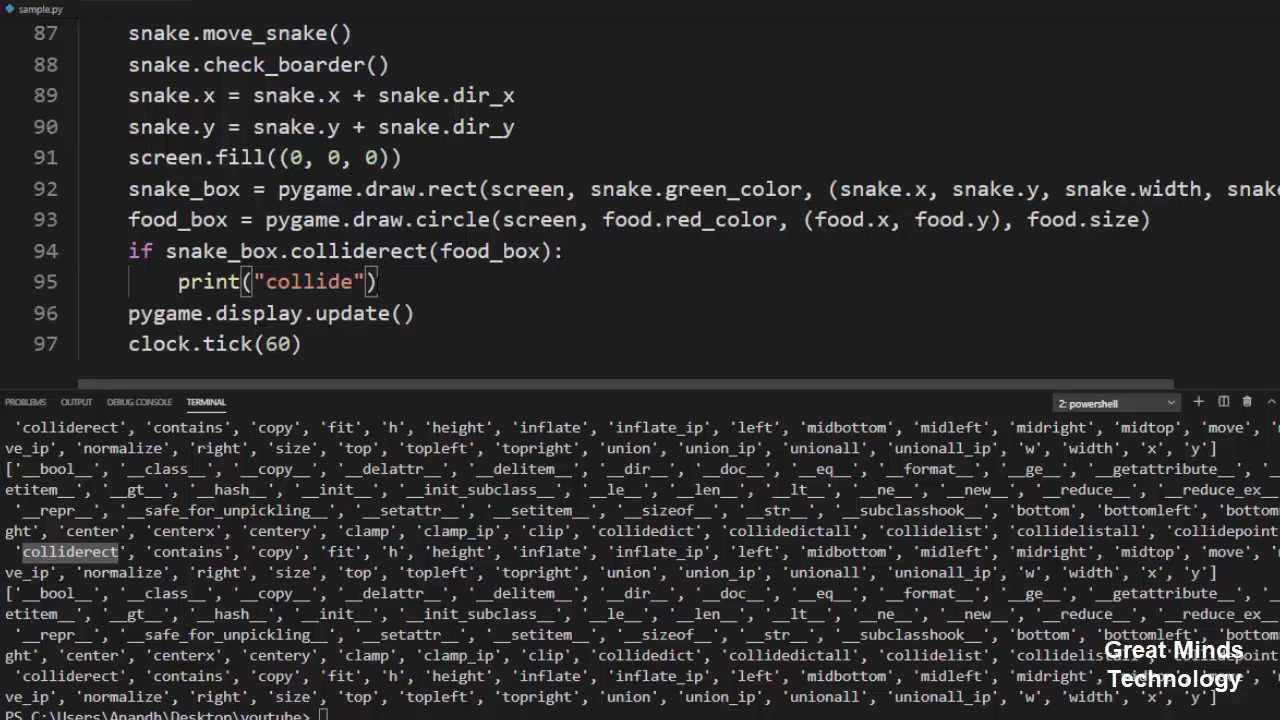 sample.py
87 snake.move_snake()
88 snake.check_boarder()
89 snake.x = snake.x + snake.dir_x
90 snake.y = snake.y + snake.dir_y
91 screen.fill((0, 0, 0))
92 snake_box = pygame.draw.rect(screen, snake.green_color, (snake.x, snake.y, snake.width, snake
93 food_box = pygame.draw.circle(screen, food.red_color, (food.x, food.y), food.size)
94 if snake_box.colliderect(food_box):
95 print("collide")
96 pygame.display.update()
97 clock.tick(60)
PROBLEMS OUTPUT DEBUG CONSOLE TERMINAL 2: powershell
'colliderect', 'contains', 'copy', 'fit', 'h', 'height', 'inflate', 'inflate_ip', 'left', 'midbottom', 'midleft', 'midright', 'midtop', 'move',
ve_ip', 'normalize', 'right', 'size', 'top', 'topleft', 'topright', 'union', 'union_ip', 'unionall', 'unionall_ip', 'w', 'width', 'x', 'y']
['__bool__', '__class__', '__copy__', '__delattr__', '__delitem__', '__dir__', '__doc__', '__eq__', '__format__', '__ge__', '__getattribute__',
etitem__', '__gt__', '__hash__', '__init__', '__init_subclass__', '__le__', '__len__', '__lt__', '__ne__', '__new__', '__reduce__', '__reduce_ex
'__repr__', '__safe_for_unpickling__', '__setattr__', '__setitem__', '__sizeof__', '__str__', '__subclasshook__', 'bottom', 'bottomleft', 'bottom
ght', 'center', 'centerx', 'centery', 'clamp', 'clamp_ip', 'clip', 'collidedict', 'collidedictall', 'collidelist', 'collidelistall', 'collidepoint
'colliderect', 'contains', 'copy', 'fit', 'h', 'height', 'inflate', 'inflate_ip', 'left', 'midbottom', 'midleft', 'midright', 'midtop', 'move',
ve_ip', 'normalize', 'right', 'size', 'top', 'topleft', 'topright', 'union', 'union_ip', 'unionall', 'unionall_ip', 'w', 'width', 'x', 'y']
['__bool__', '__class__', '__copy__', '__delattr__', '__delitem__', '__dir__', '__doc__', '__eq__', '__format__', '__ge__', '__getattribute__',
etitem__', '__gt__', '__hash__', '__init__', '__init_subclass__', '__le__', '__len__', '__lt__', '__ne__', '__new__', '__reduce__', '__reduce_ex
'__repr__', '__safe_for_unpickling__', '__setattr__', '__setitem__', '__sizeof__', '__str__', '__subclasshook__', 'bottom', 'bottomleft', 'bottom
ght', 'center', 'centerx', 'centery', 'clamp', 'clamp_ip', 'clip', 'collidedict', 'collidedictall', 'collidelist',
'colliderect', 'contains', 'copy', 'fit', 'h', 'height', 'inflate', 'inflate_ip', 'left', 'midbottom', 'midleft', 'midright',
ve_ip', 'normalize', 'right', 'size', 'top', 'topleft', 'topright', 'union', 'union_ip', 'unionall', 'unionall_ip', 'w', 'width', 'x', 'y']
PS C:\Users\Anandh\Desktop\youtube>
Great Minds
Technology